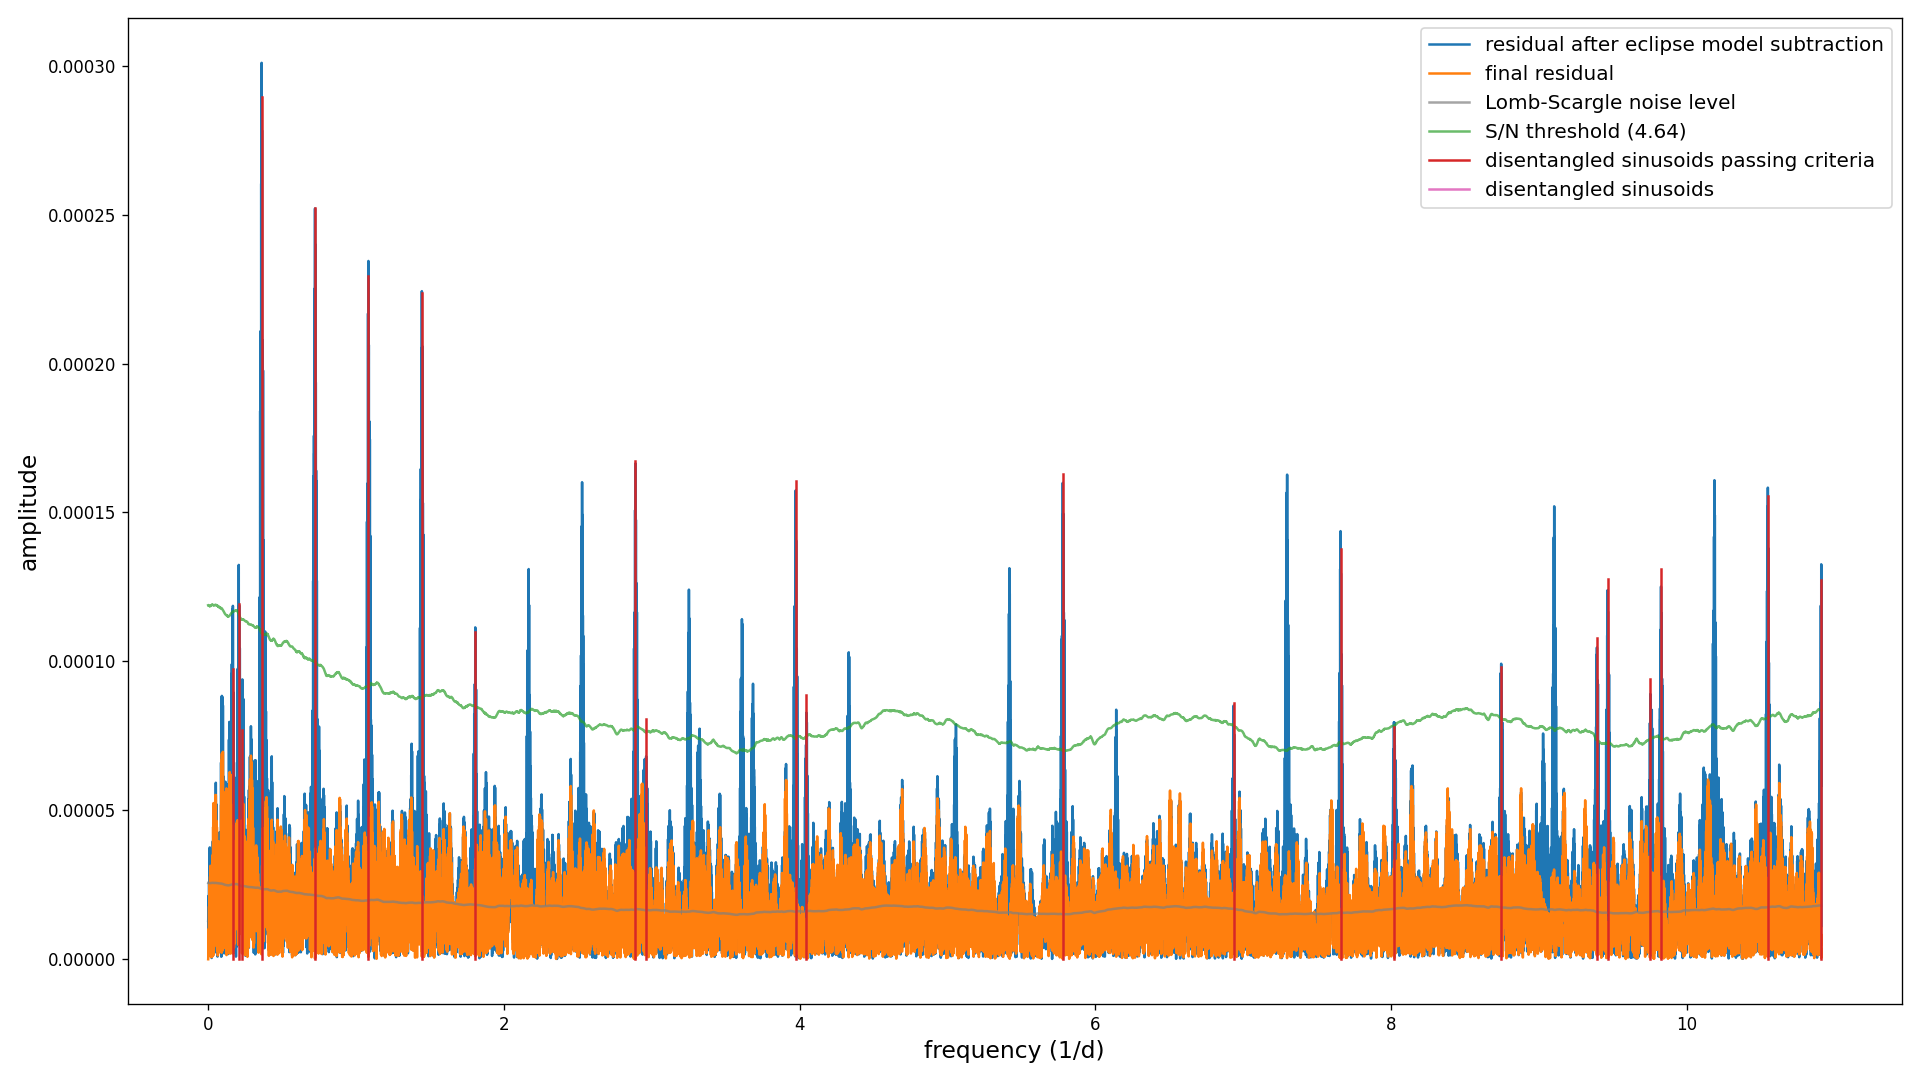 residual after eclipse model subtraction
final residual
Lomb-Scargle noise level
S/N threshold (4.64)
disentangled sinusoids passing criteria
disentangled sinusoids
0.00030
0.00025
0.00020
0.00015
0.00010
0.00005
0.00000
amplitude
0 2 4 6 8 10
frequency (1/d)